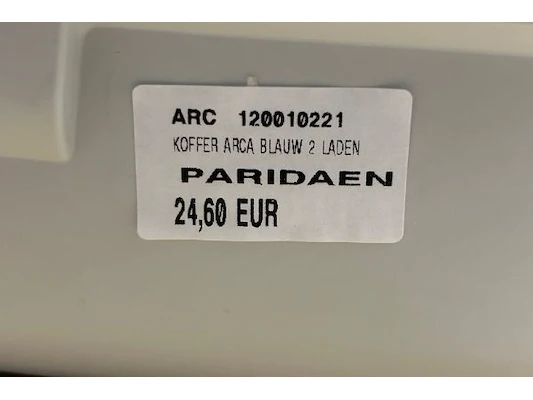 ARC 120010221
KOFFER ARCA BLAUW 2 LADEN
PARIDAEN
24,60 EUR